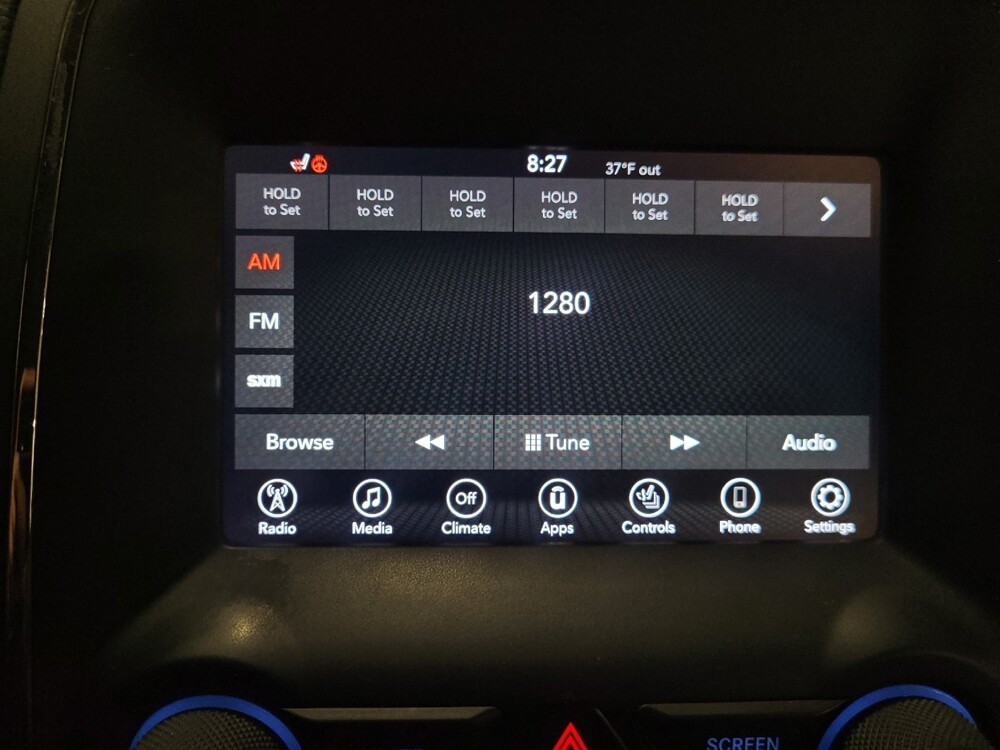 8:27 37°F out
HOLD HOLD HOLD HOLD HOLD HOLD
to Set to Set to Set to Set to Set to Set
AM
1280
FM
sxm
Browse Tune Audio
Off
Radio Media Climate Apps Controls Phone Settings
SCREEN